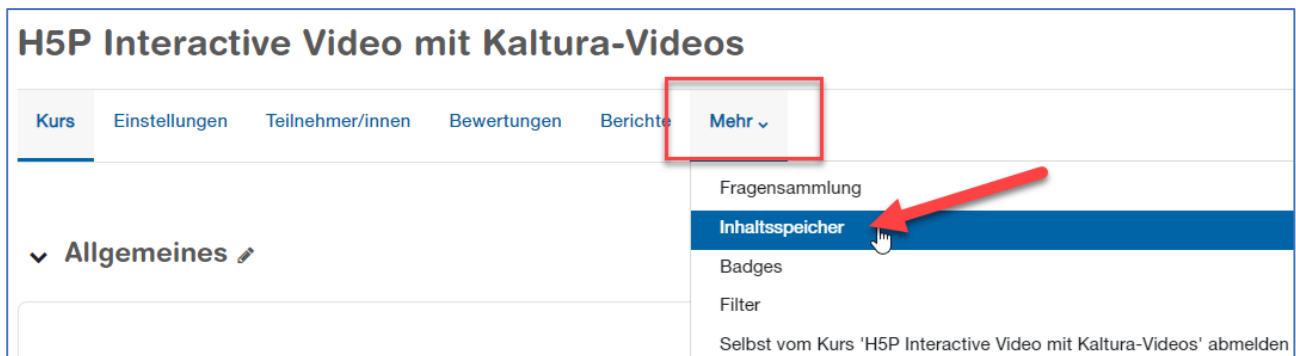 H5P Interactive Video mit Kaltura-Videos
Kurs Einstellungen Teilnehmer/innen Bewertungen Berichte Mehr
Fragensammlung
Inhaltsspeicher
Allgemeines
Badges
Filter
Selbst vom Kurs 'H5P Interactive Video mit Kaltura-Videos' abmelden